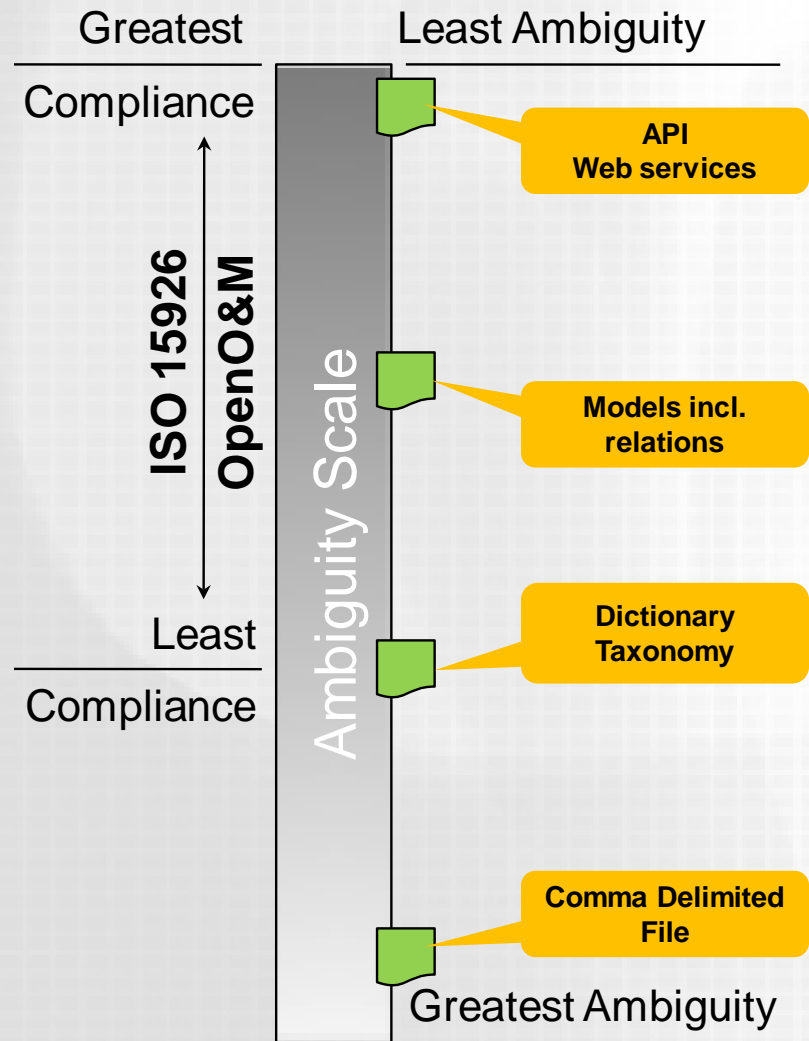 Greatest
Least Ambiguity
Compliance
API
Web services
ISO 15926
OpenO&M
Ambiguity Scale
Models incl.
relations
Least
Dictionary
Taxonomy
Compliance
Comma Delimited
File
Greatest Ambiguity